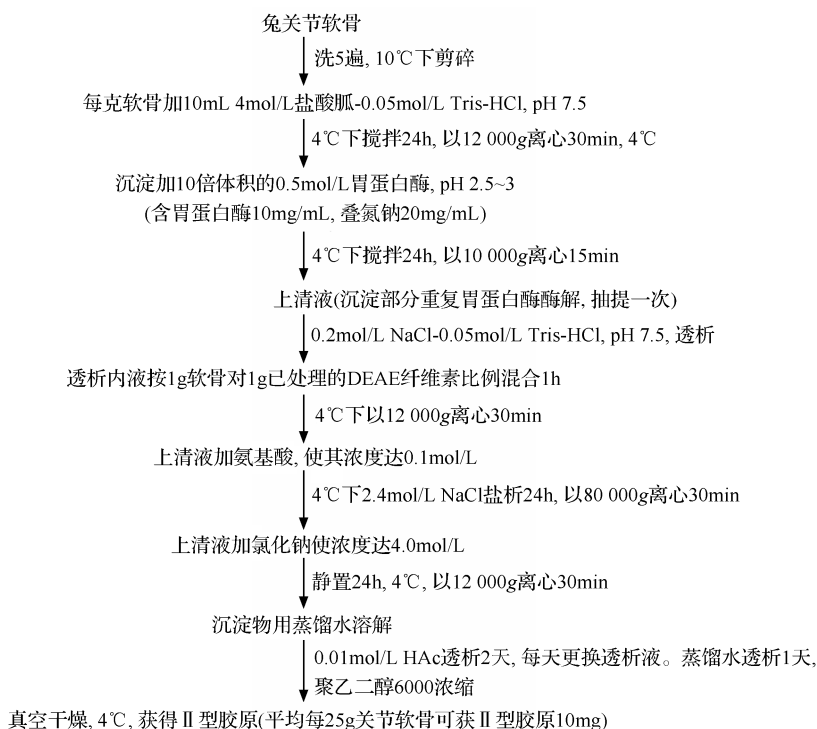 兔关节软骨
洗5遍, 10℃下剪碎
每克软骨加10mL 4mol/L盐酸胍-0.05mol/L Tris-HCl, pH 7.5
4℃下搅拌24h, 以12 000g离心30min, 4℃
沉淀加10倍体积的0.5mol/L胃蛋白酶, pH 2.5~3
(含胃蛋白酶10mg/mL, 叠氮钠20mg/mL)
4℃下搅拌24h, 以10 000g离心15min
上清液(沉淀部分重复胃蛋白酶酶解, 抽提一次)
0.2mol/L NaCl-0.05mol/L Tris-HCl, pH 7.5, 透析
透析内液按1g软骨对1g已处理的DEAE纤维素比例混合1h
4℃下以12 000g离心30min
上清液加氨基酸, 使其浓度达0.1mol/L
4℃下2.4mol/L NaCl盐析24h, 以80 000g离心30min
上清液加氯化钠使浓度达4.0mol/L
静置24h, 4℃, 以12 000g离心30min
沉淀物用蒸馏水溶解
0.01mol/L HAc透析2天, 每天更换透析液。蒸馏水透析1天,
聚乙二醇6000浓缩
真空干燥, 4℃, 获得Ⅱ型胶原(平均每25g关节软骨可获Ⅱ型胶原10mg)